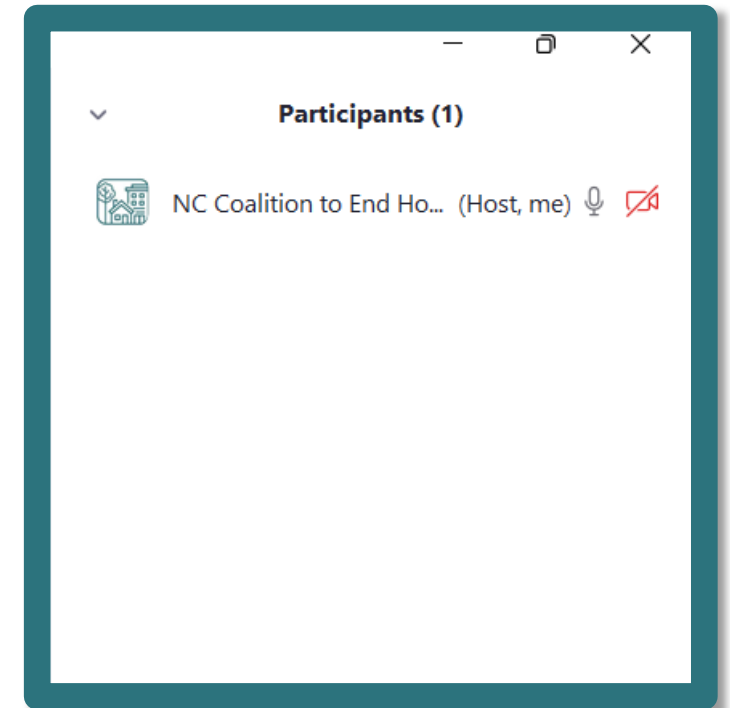 Participants (1)
NC Coalition to End Ho... (Host, me)